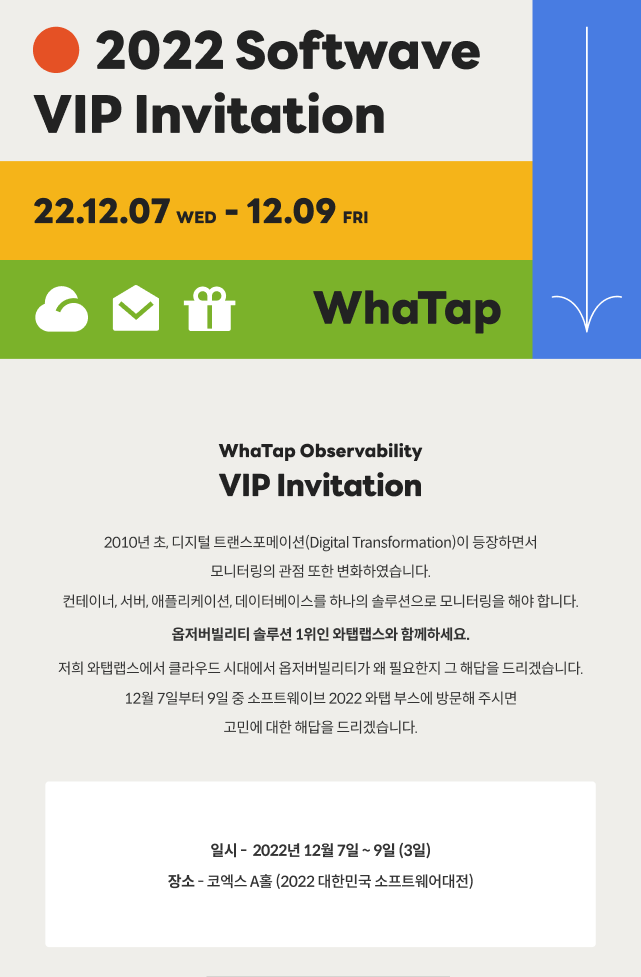 2022 Softwave
VIP Invitation
22.12.07 WED - 12.09 FRI
WhaTap
WhaTap Observability
VIP Invitation
2010년 초, 디지털 트랜스포메이션(Digital Transformation)이 등장하면서
모니터링의 관점 또한 변화하였습니다.
컨테이너, 서버, 애플리케이션, 데이터베이스를 하나의 솔루션으로 모니터링을 해야 합니다.
옵저버빌리티 솔루션 1위인 와탭랩스와 함께하세요.
저희 와탭랩스에서 클라우드 시대에서 옵저버빌리티가 왜 필요한지 그 해답을 드리겠습니다.
12월 7일부터 9일 중 소프트웨이브 2022 와탭 부스에 방문해 주시면
고민에 대한 해답을 드리겠습니다.
일시 - 2022년 12월 7일 ~ 9일 (3일)
장소 - 코엑스 A홀 (2022 대한민국 소프트웨어대전)